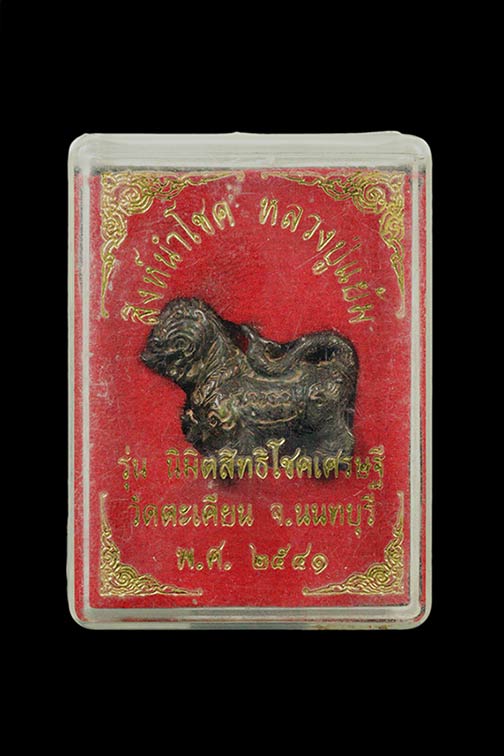 สิงห์นำโชค หลวงปู่แย้ม
รุ่น นิมิตสิทธิโชคเศรษฐี
วัดตะเคียน จ.นนทบุรี
พ.ศ. ๒๕๔๑